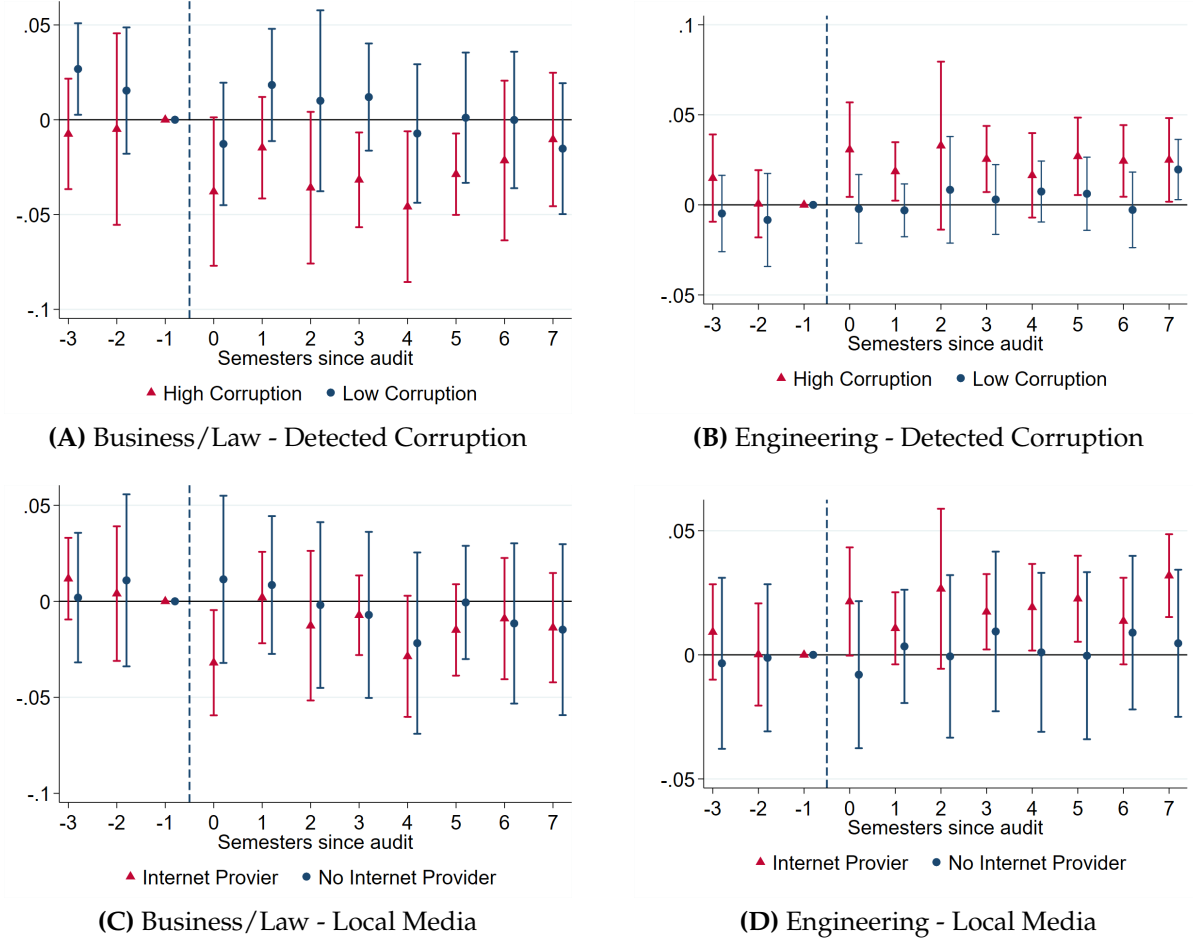 .05
0
-.05
-.1
-3 -2 -1 0 1 2 3 4 5 6 7
Semesters since audit
High Corruption Low Corruption
(A) Business/Law - Detected Corruption
.1
.05
0
-.05
-3 -2 -1 0 1 2 3 4 5 6 7
Semesters since audit
High Corruption Low Corruption
(B) Engineering - Detected Corruption
.05
0
-.05
-.1
-3 -2 -1 0 1 2 3 4 5 6 7
Semesters since audit
Internet Provier No Internet Provider
(C) Business/Law - Local Media
.05
0
-.05
-3 -2 -1 0 1 2 3 4 5 6 7
Semesters since audit
Internet Provier No Internet Provider
(D) Engineering - Local Media